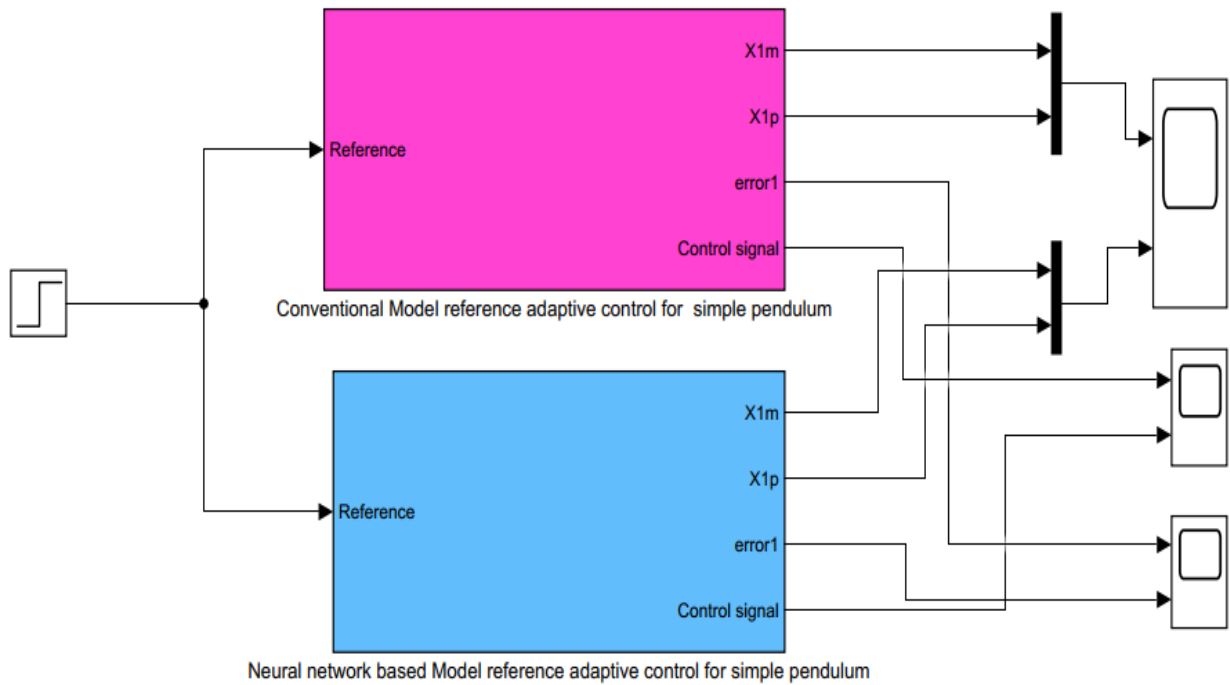 X1m
X1p
Reference
error1
Control signal
Conventional Model reference adaptive control for simple pendulum
X1m
X1p
Reference
error1
Control signal
Neural network based Model reference adaptive control for simple pendulum